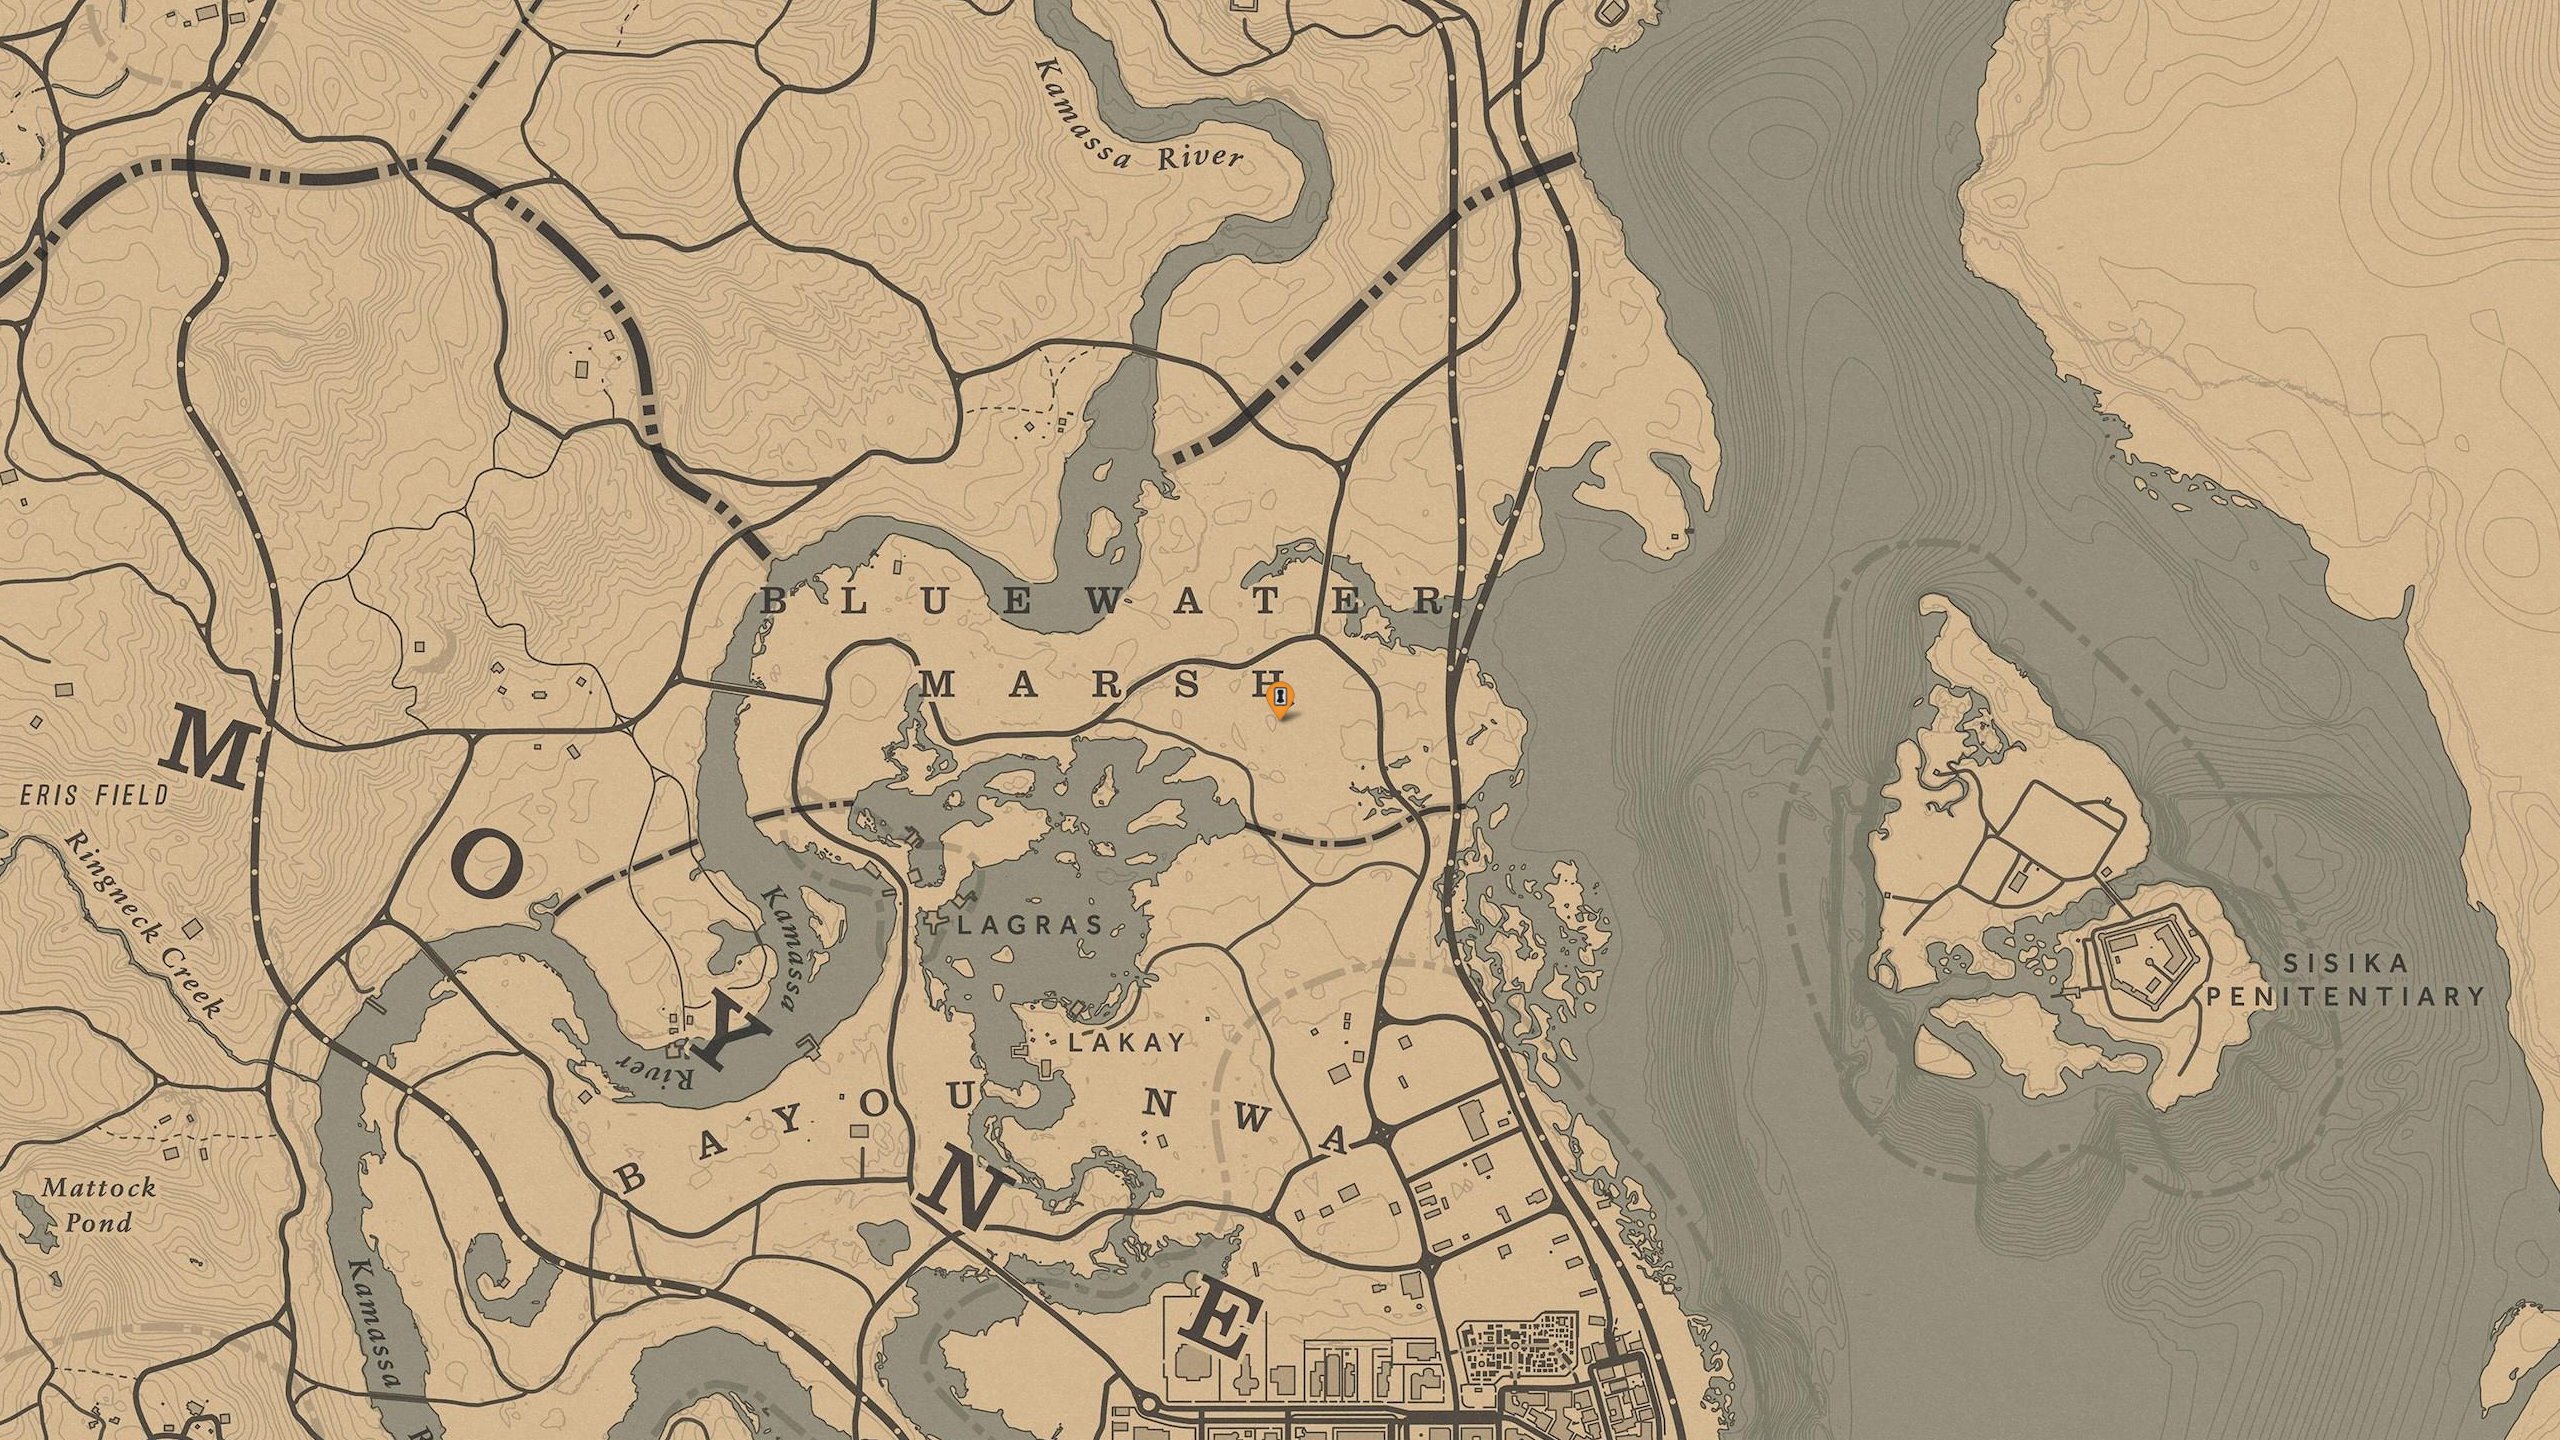 Kamassa River
BLUEWATER
MARSH
MOYNE
ERIS FIELD
Ringneck Creek
Kamassa
River
LAGRAS
LAKAY
SISIKA
PENITENTIARY
BAYOU NWA
Mattock
Pond
Kamassa